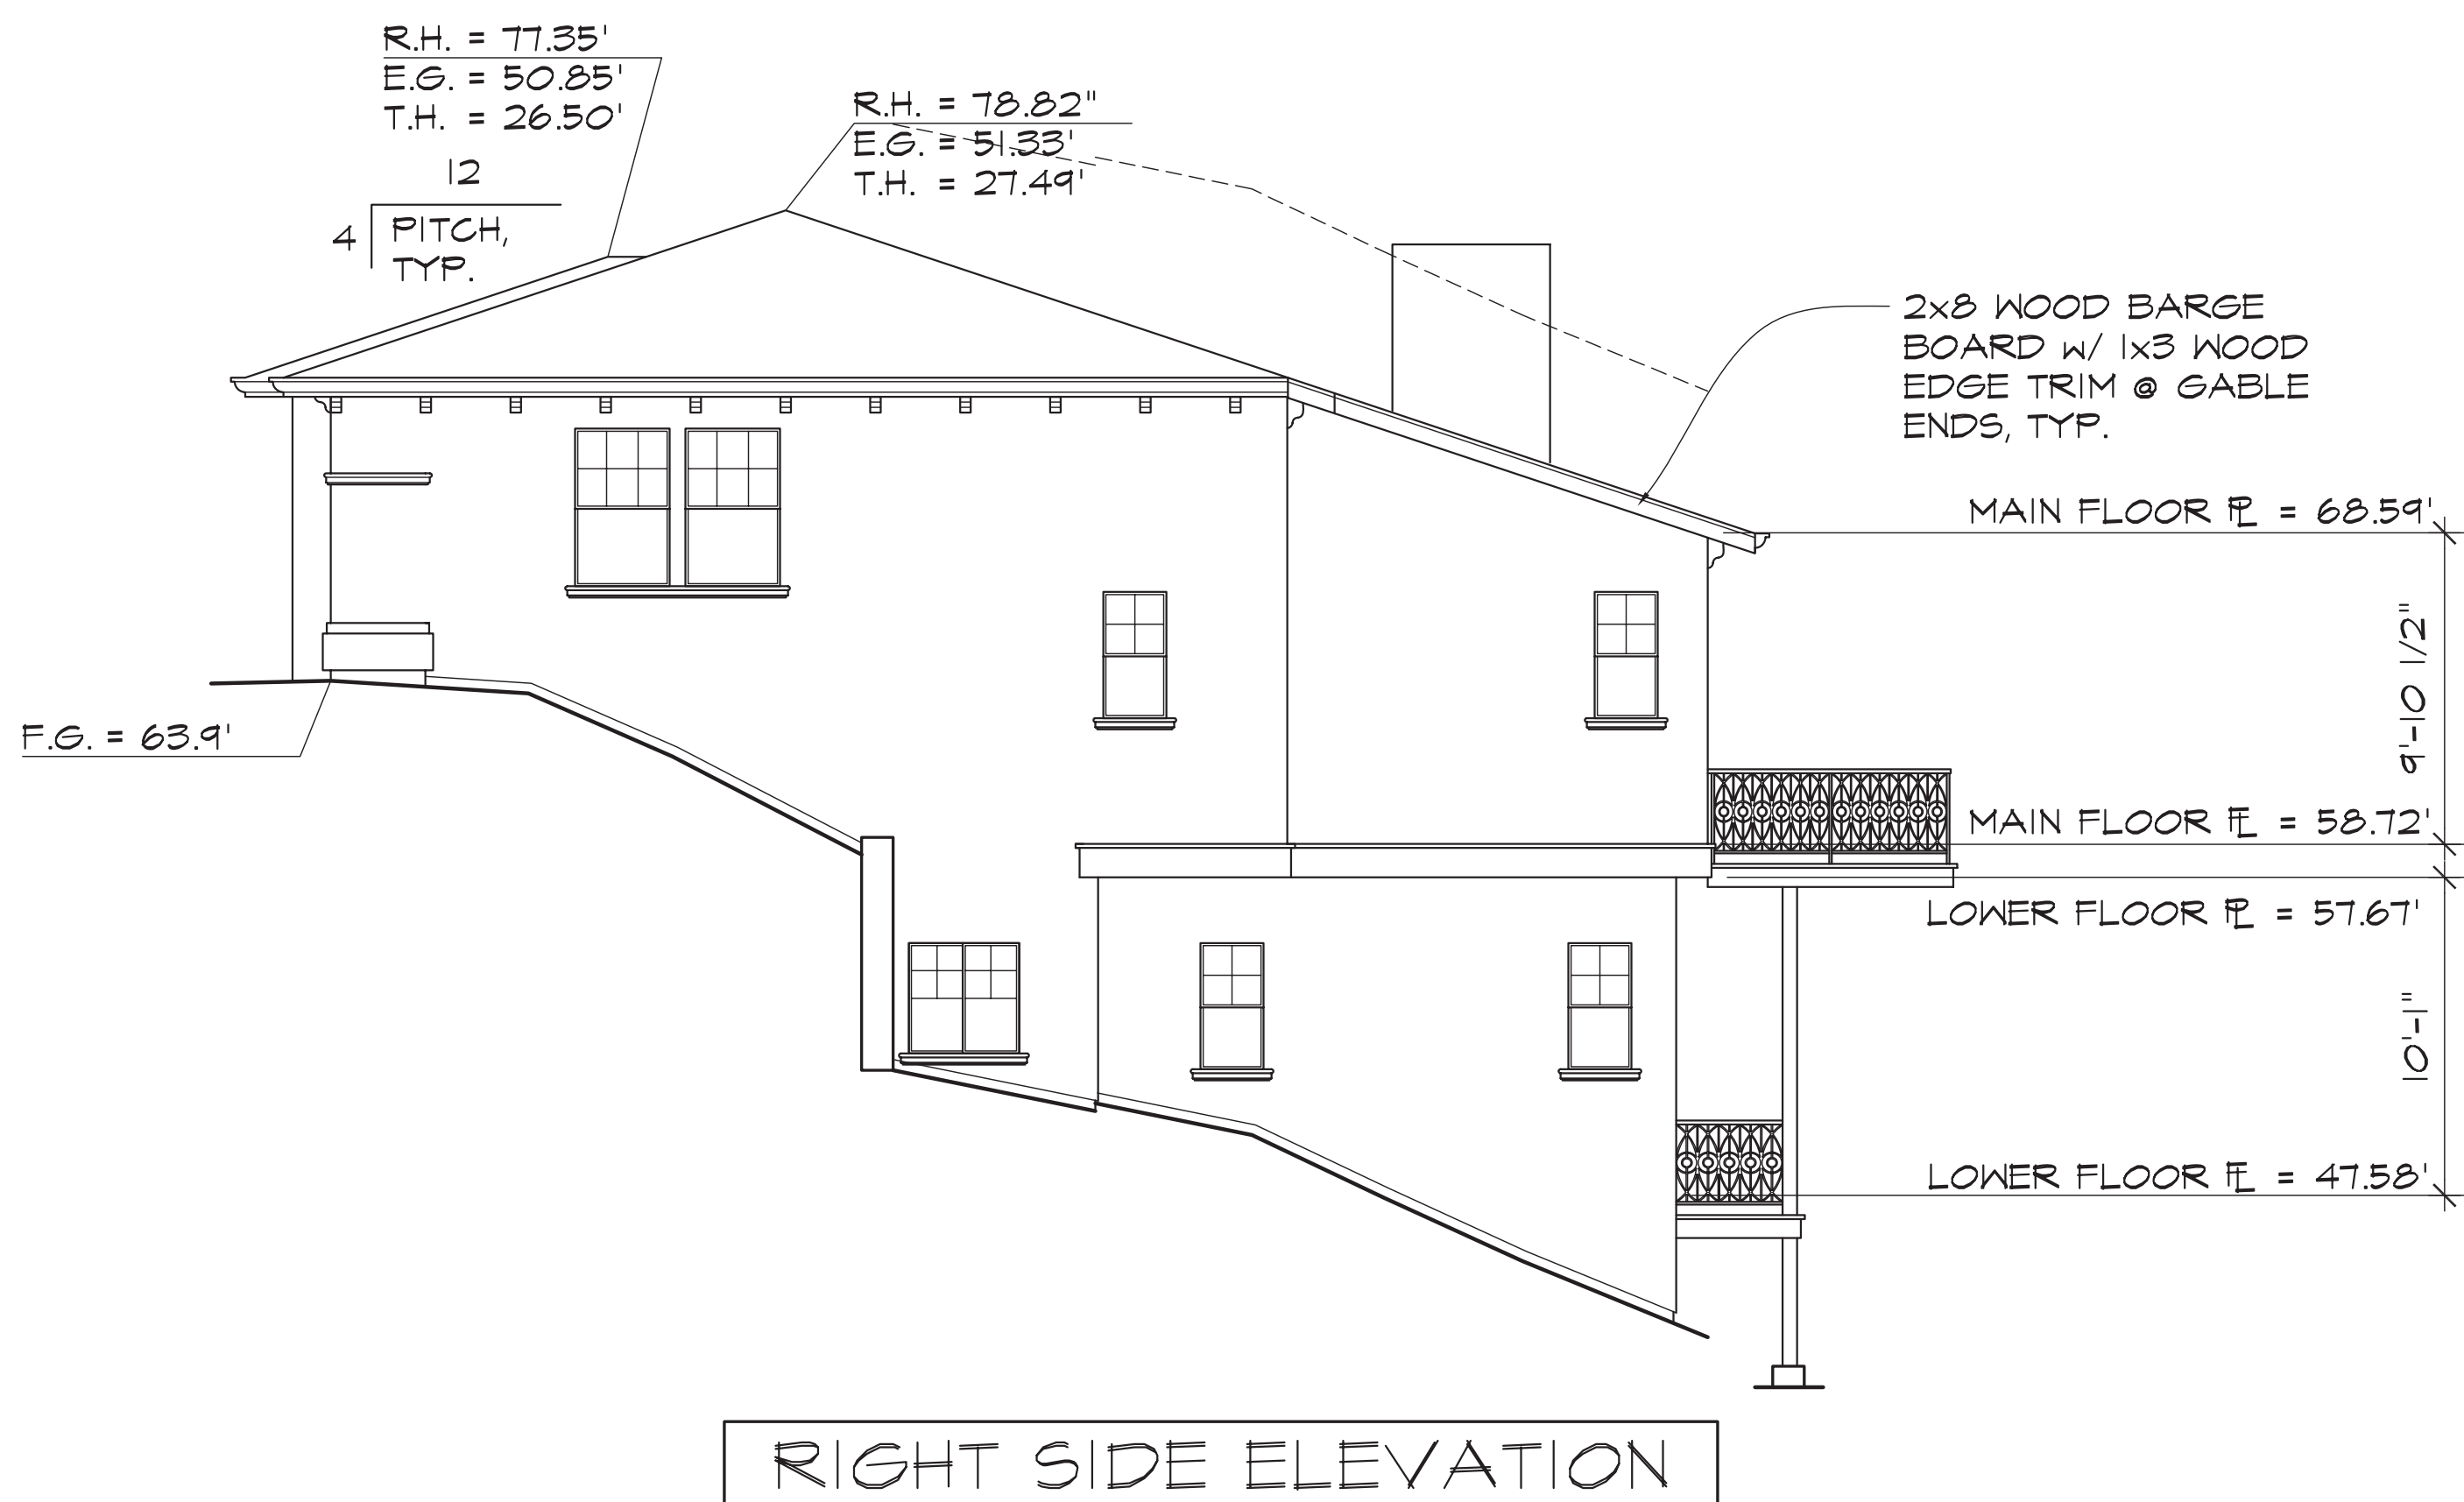 R.H. = 77.35'
E.G. = 50.85'
T.H. = 26.50'
R.H. = 78.82"
E.G. = 51.33'
T.H. = 27.49'
12
4
PITCH,
TYP.
2x8 WOOD BARGE
BOARD w/ 1x3 WOOD
EDGE TRIM @ GABLE
ENDS, TYP.
MAIN FLOOR PL = 68.59'
9'-10 1/2"
F.G. = 63.9'
MAIN FLOOR FL = 58.72'
LOWER FLOOR PL = 57.67'
10'-1"
LOWER FLOOR FL = 47.58'
RIGHT SIDE ELEVATION